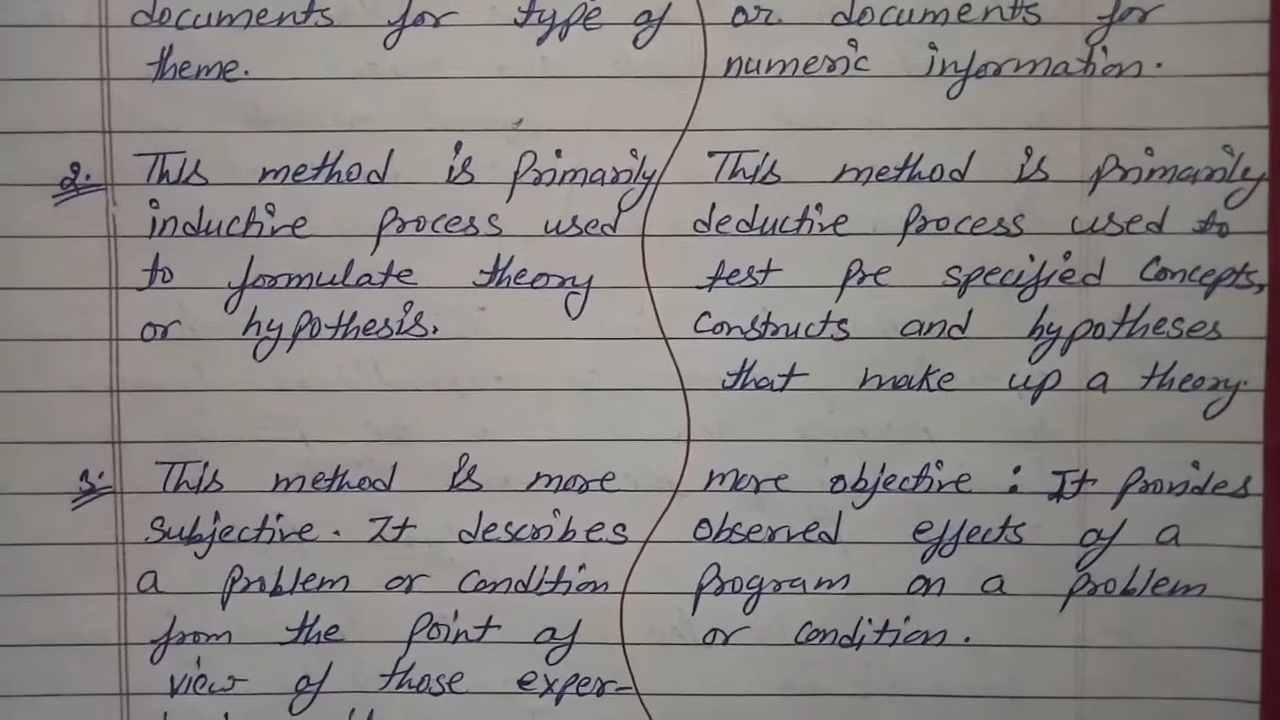 documents for type of
theme.
or documents for
numeric information.
2. This method is primarily
inductive process used
to formulate theory
or hypothesis.
This method is primarily
deductive process used to
test pre specified concepts,
constructs and hypotheses
that make up a theory.
3. This method is more
subjective. It describes
a problem or condition
from the point of
view of those exper-
more objective : It provides
observed effects of a
program on a problem
or condition.